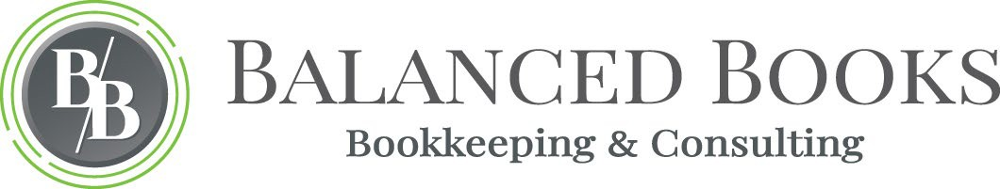 B/B
BALANCED BOOKS
Bookkeeping & Consulting